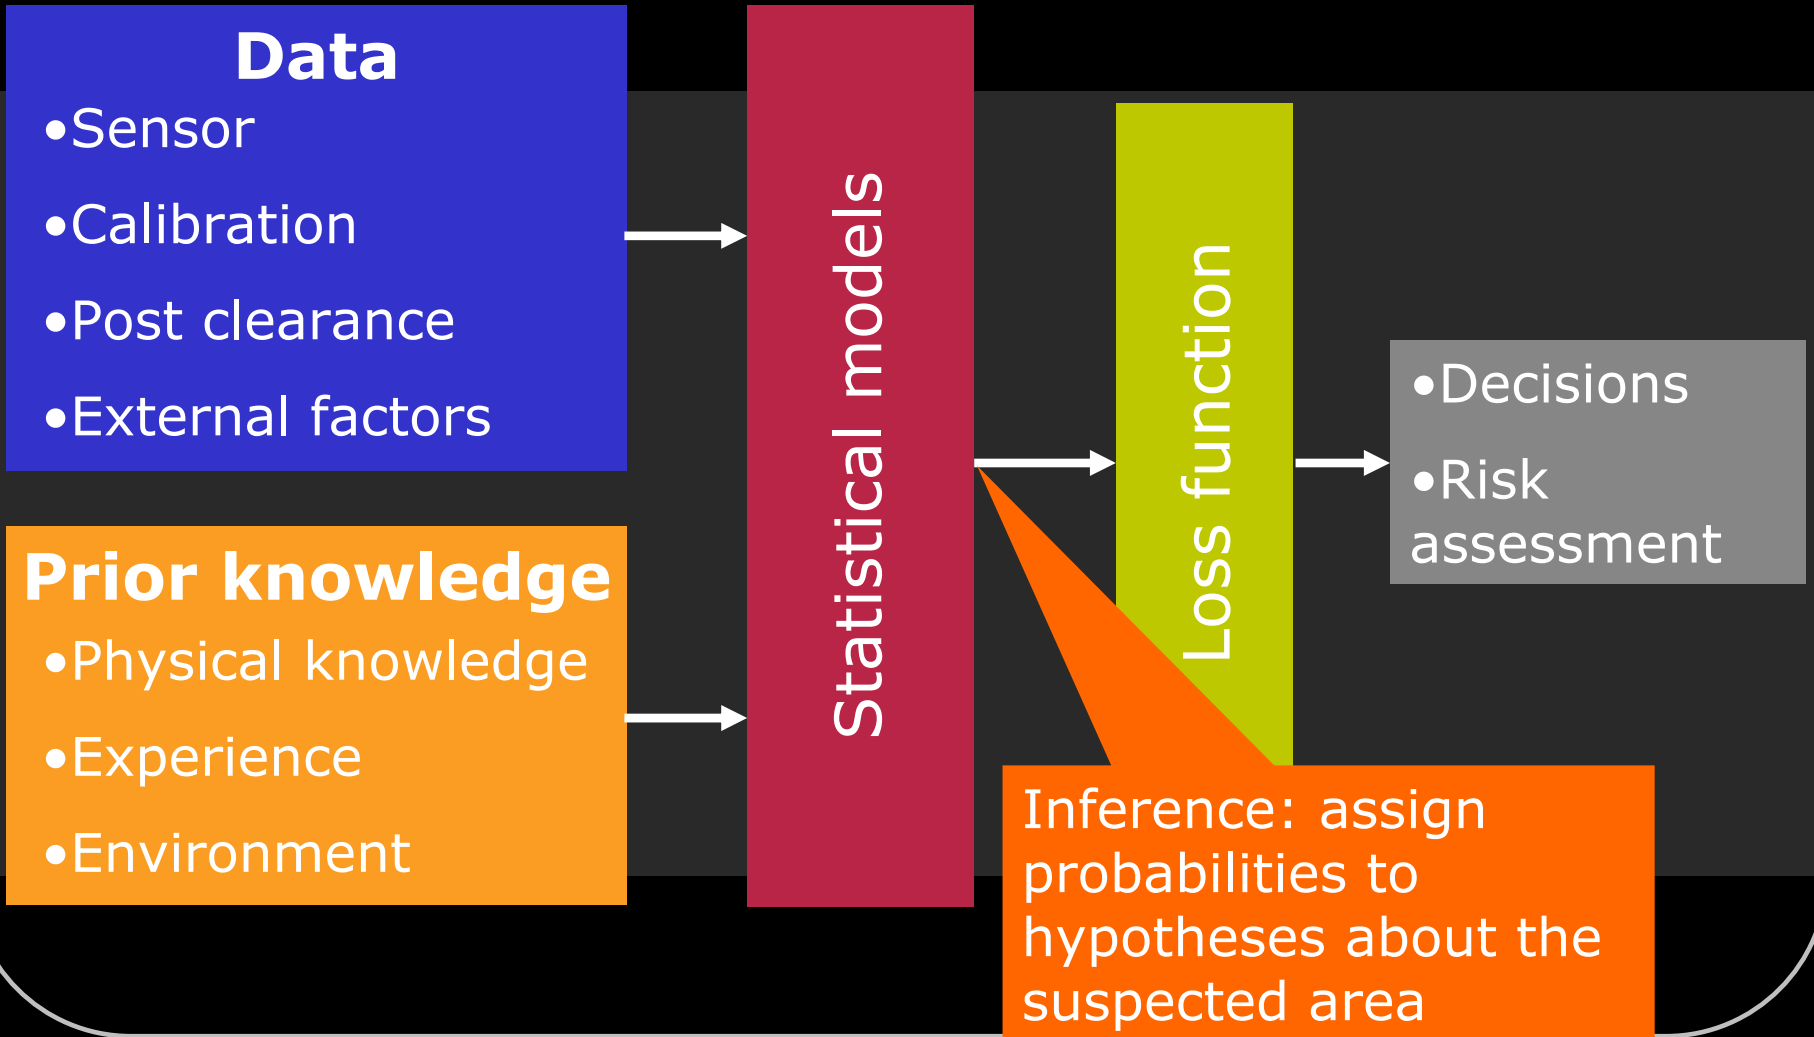 Data
•Sensor
•Calibration
•Post clearance
•External factors
Prior knowledge
•Physical knowledge
•Experience
•Environment
Statistical models
Loss function
•Decisions
•Risk
assessment
Inference: assign
probabilities to
hypotheses about the
suspected area